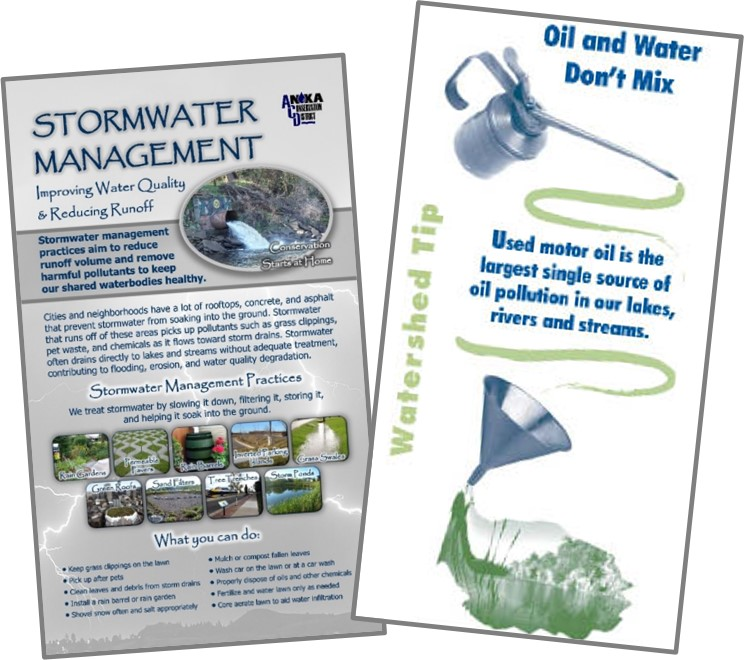 STORMWATER
MANAGEMENT
ANOKA
CONSERVATION
DISTRICT
Improving Water Quality
& Reducing Runoff
Stormwater management
practices aim to reduce
runoff volume and remove
harmful pollutants to keep
our shared waterbodies healthy.
Conservation
Starts at Home
Cities and neighborhoods have a lot of rooftops, concrete, and asphalt
that prevent stormwater from soaking into the ground. Stormwater
that runs off of these areas picks up pollutants such as grass clippings,
pet waste, and chemicals as it flows toward storm drains. Stormwater
often drains directly to lakes and streams without adequate treatment,
contributing to flooding, erosion, and water quality degradation.
Stormwater Management Practices
We treat stormwater by slowing it down, filtering it, storing it,
and helping it soak into the ground.
Rain Gardens
Permeable
Pavers
Rain Barrels
Inverted Parking
Islands
Grass Swales
Green Roofs
Sand Filters
Tree Trenches
Storm Ponds
What you can do:
• Keep grass clippings on the lawn
• Pick up after pets
• Clean leaves and debris from storm drains
• Install a rain barrel or rain garden
• Shovel snow often and salt appropriately
• Mulch or compost fallen leaves
• Wash car on the lawn or at a car wash
• Properly dispose of oil and other chemicals
• Fertilize and water lawn only as needed
• Core aerate lawn to aid water infiltration
Oil and Water
Don't Mix
Watershed Tip
Used motor oil is the
largest single source of
oil pollution in our lakes,
rivers and streams.